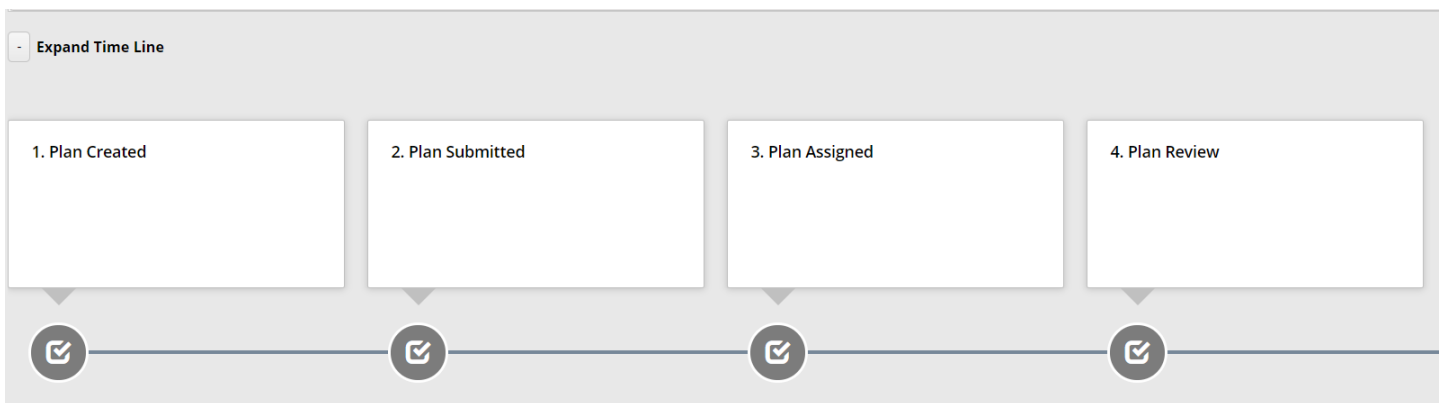 - Expand Time Line
1. Plan Created
2. Plan Submitted
3. Plan Assigned
4. Plan Review